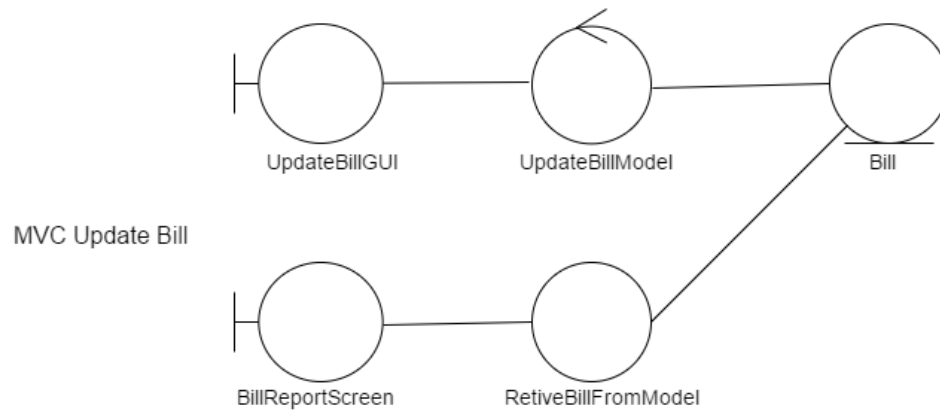 UpdateBillGUI
UpdateBillModel
Bill
MVC Update Bill
BillReportScreen
RetiveBillFromModel